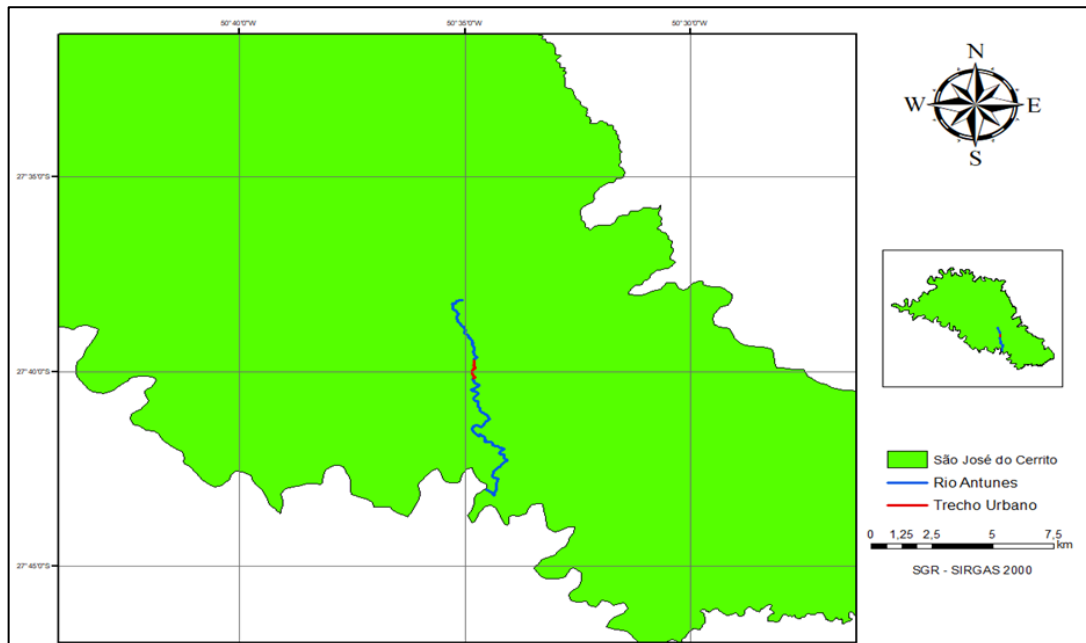 50°40'0"W
50°35'0"W
50°30'0"W
N
W
E
S
27°35'0"S
27°40'0"S
27°45'0"S
São José do Cerrito
Rio Antunes
Trecho Urbano
0 1,25 2,5 5 7,5
km
SGR - SIRGAS 2000